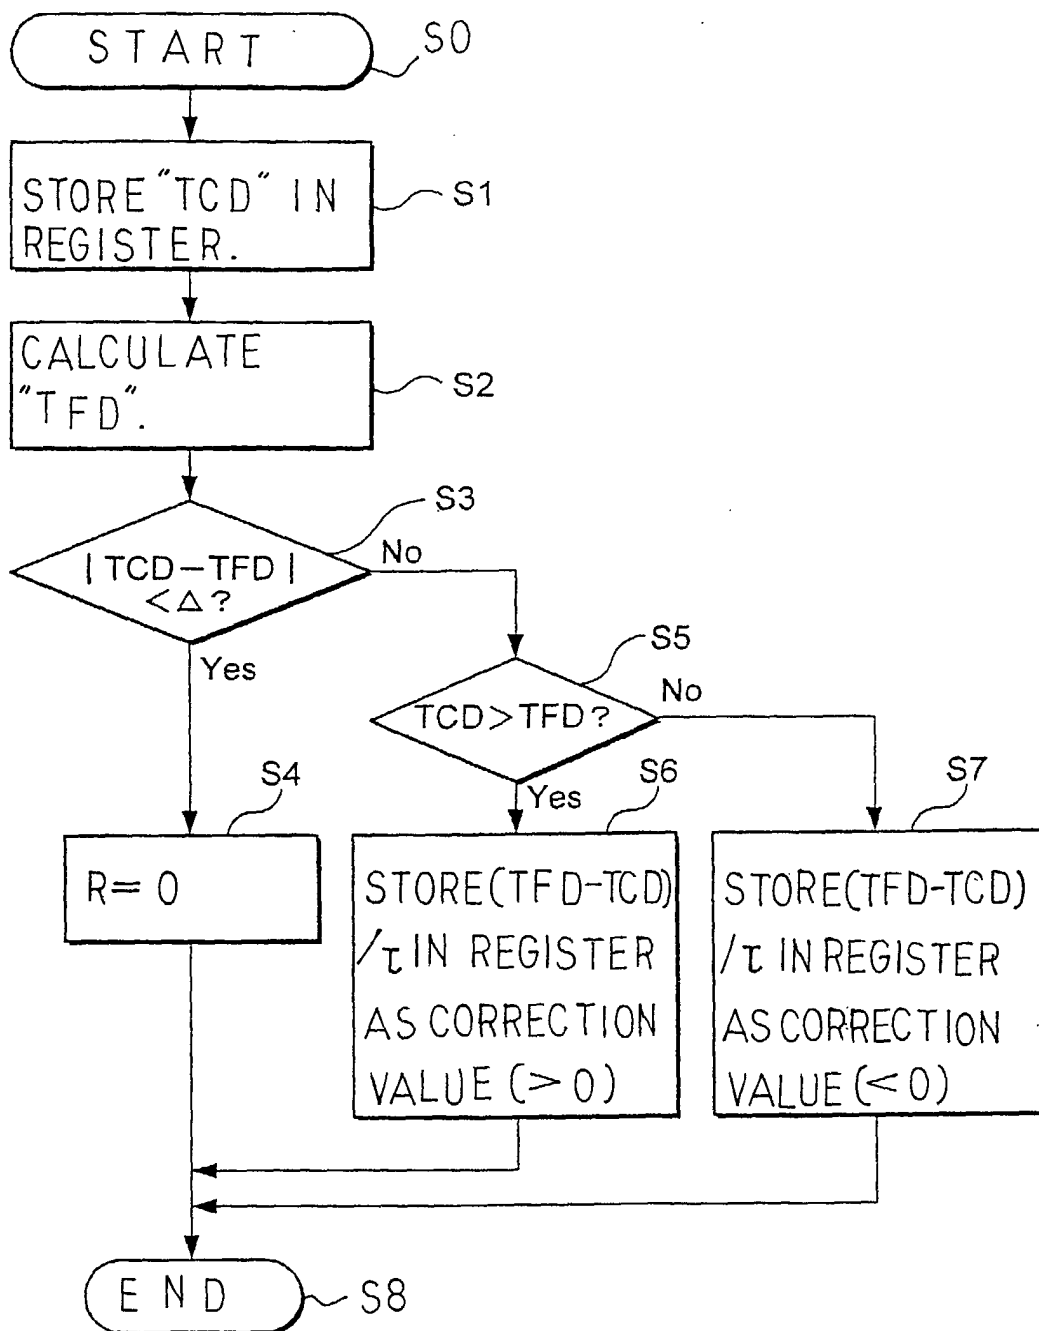 START
S0
STORE "TCD" IN
REGISTER.
S1
CALCULATE
"TFD".
S2
S3
| TCD−TFD |
<△?
No
Yes
S5
TCD>TFD?
No
Yes
S4
R=0
S6
STORE(TFD-TCD)
/τ IN REGISTER
AS CORRECTION
VALUE (>0)
S7
STORE(TFD-TCD)
/τ IN REGISTER
AS CORRECTION
VALUE (<0)
END
S8